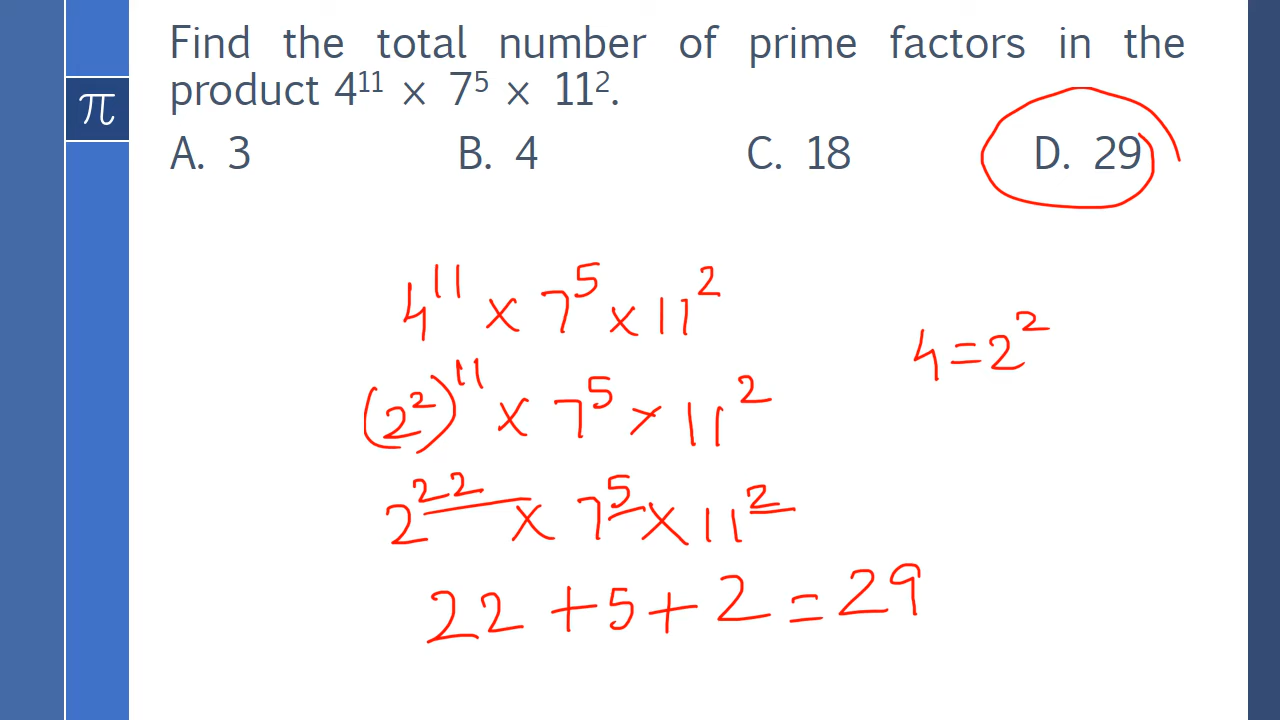 Find the total number of prime factors in the
product 4¹¹ × 7⁵ × 11².
π
A. 3 B. 4 C. 18 D. 29
4¹¹ × 7⁵ × 11²
4 = 2²
(2²)¹¹ × 7⁵ × 11²
2²² × 7⁵ × 11²
22 + 5 + 2 = 29